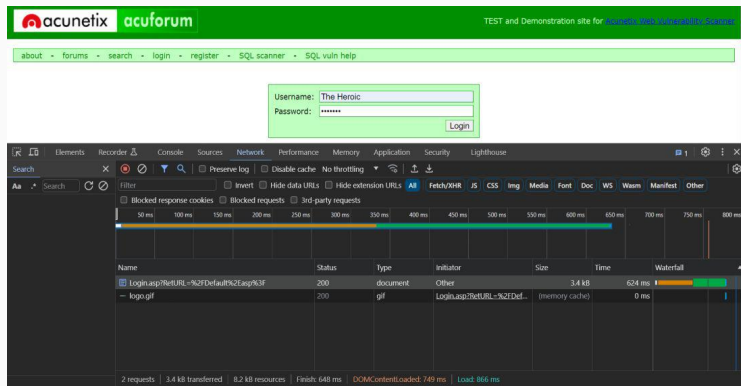 acunetix acuforum
TEST and Demonstration site for Acunetix Web Vulnerability Scanner
about - forums - search - login - register - SQL scanner - SQL vuln help
Username: The Heroic
Password: •••••••
Login
Elements Recorder Console Sources Network Performance Memory Application Security Lighthouse 1
Search Preserve log Disable cache No throttling
Aa .* Search Filter Invert Hide data URLs Hide extension URLs All Fetch/XHR JS CSS Img Media Font Doc WS Wasm Manifest Other
Blocked response cookies Blocked requests 3rd-party requests
50 ms 100 ms 150 ms 200 ms 250 ms 300 ms 350 ms 400 ms 450 ms 500 ms 550 ms 600 ms 650 ms 700 ms 750 ms 800 ms
Name Status Type Initiator Size Time Waterfall
Login.asp?RetURL=%2FDefault%2Easp%3F 200 document Other 3.4 kB 624 ms
logo.gif 200 gif Login.asp?RetURL=%2FDef... (memory cache) 0 ms
2 requests 3.4 kB transferred 8.2 kB resources Finish: 648 ms DOMContentLoaded: 749 ms Load: 866 ms